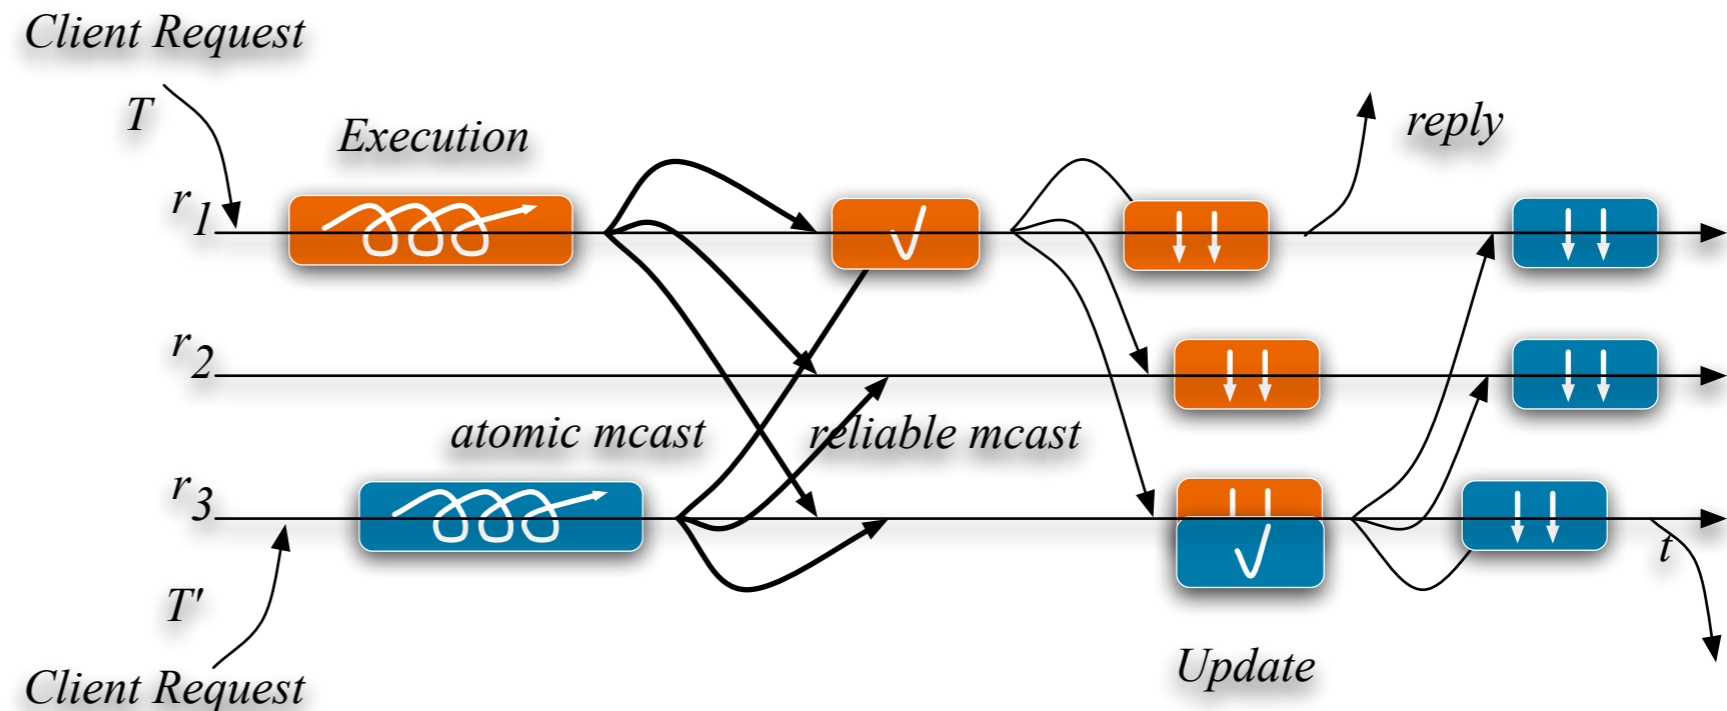 Client Request
T
Execution
reply
r1
r2
atomic mcast
reliable mcast
r3
t
T'
Update
Client Request